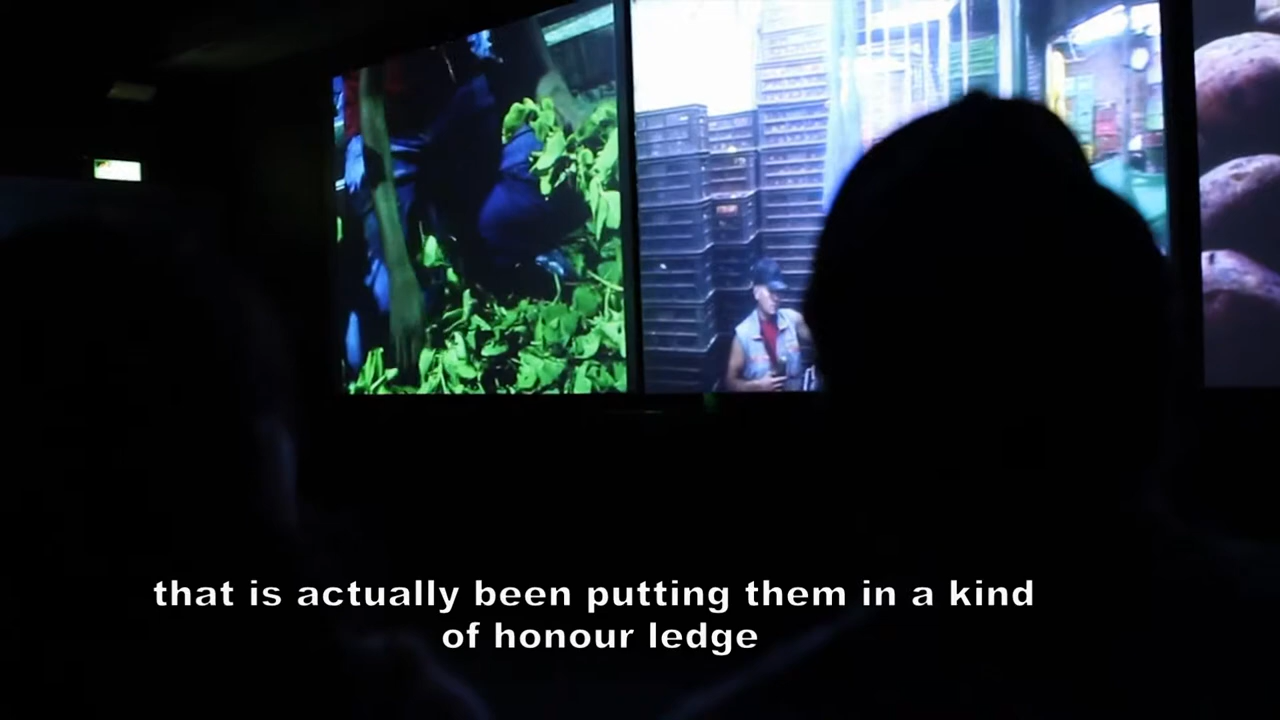 that is actually been putting them in a kind
of honour ledge